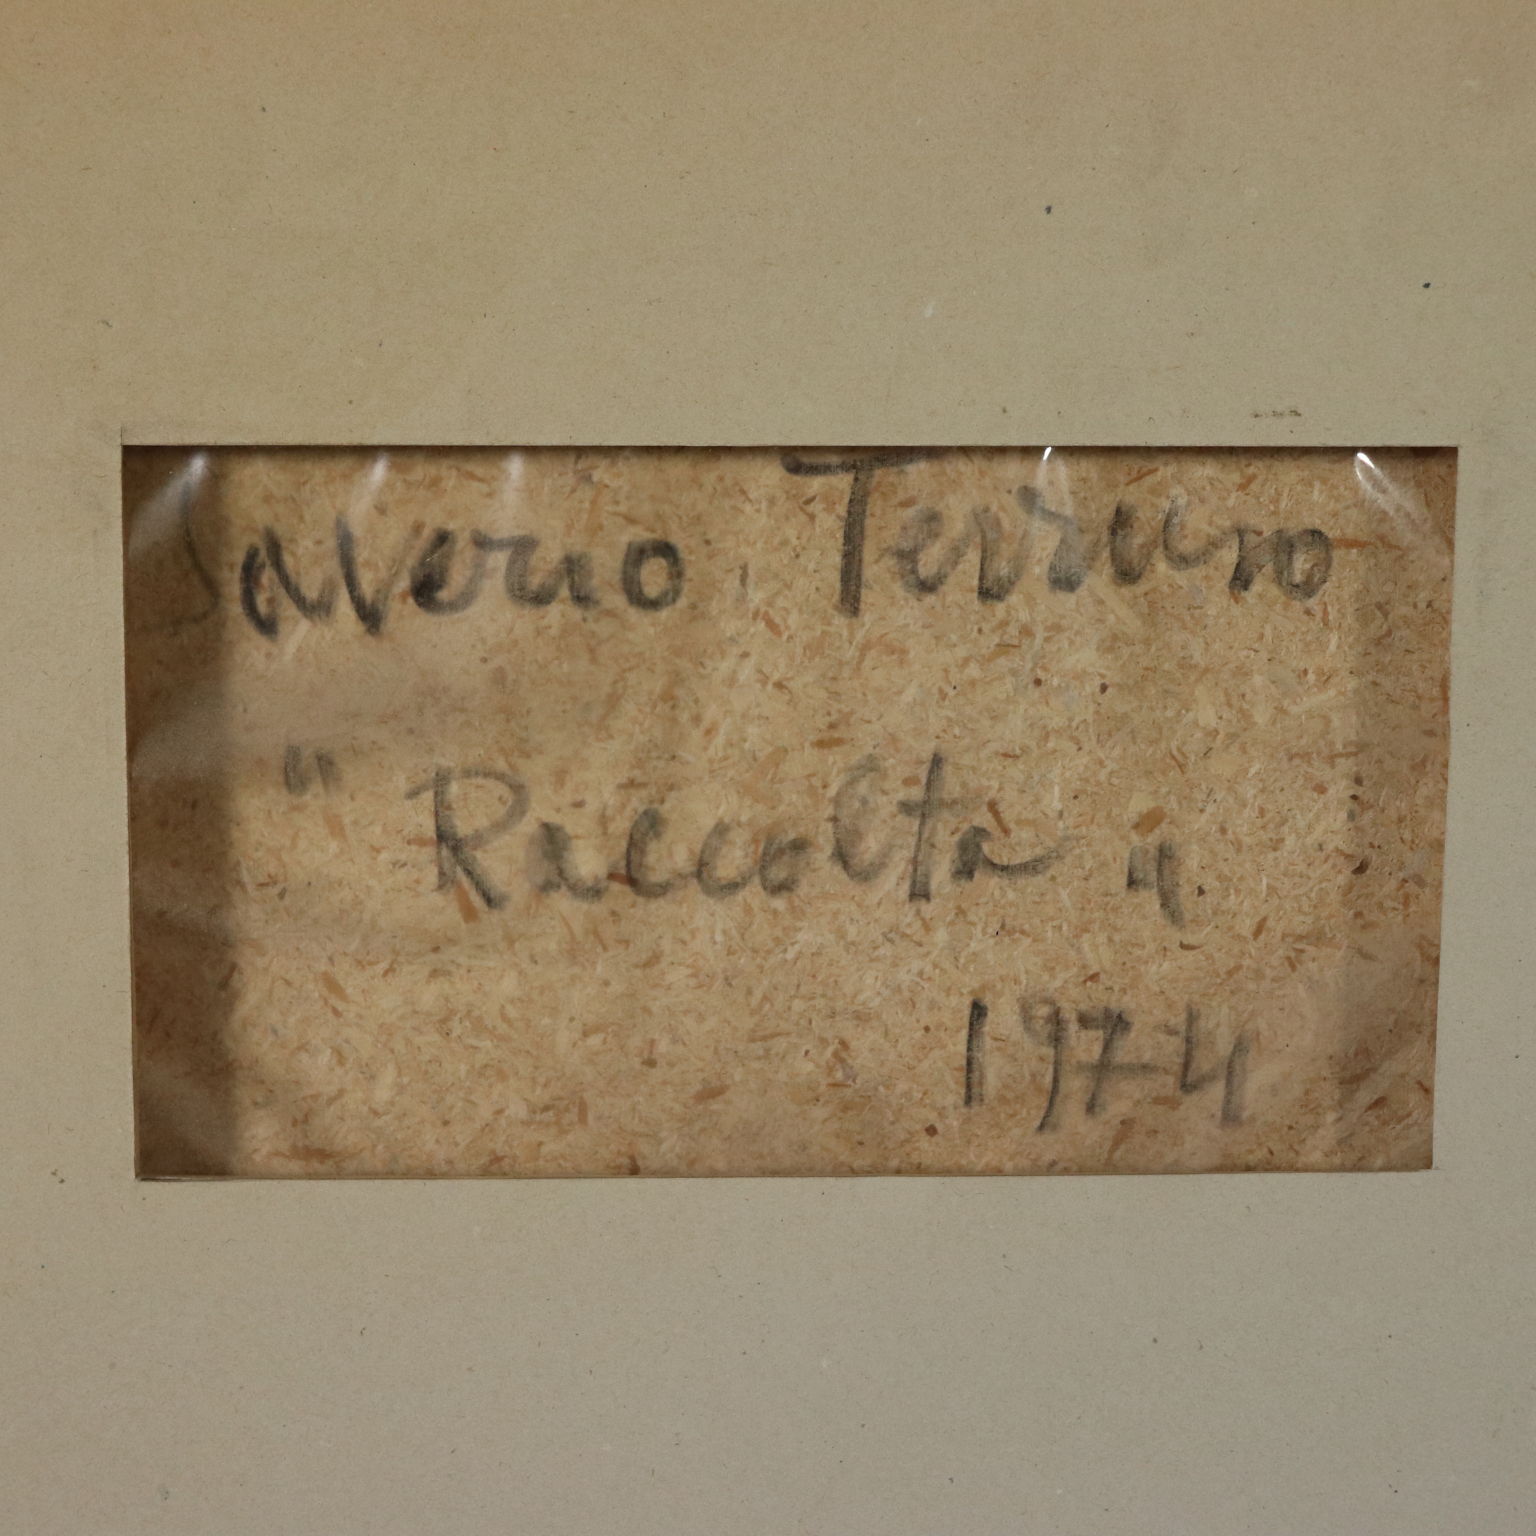 Saverio Terruso
"Raccolta"
1974